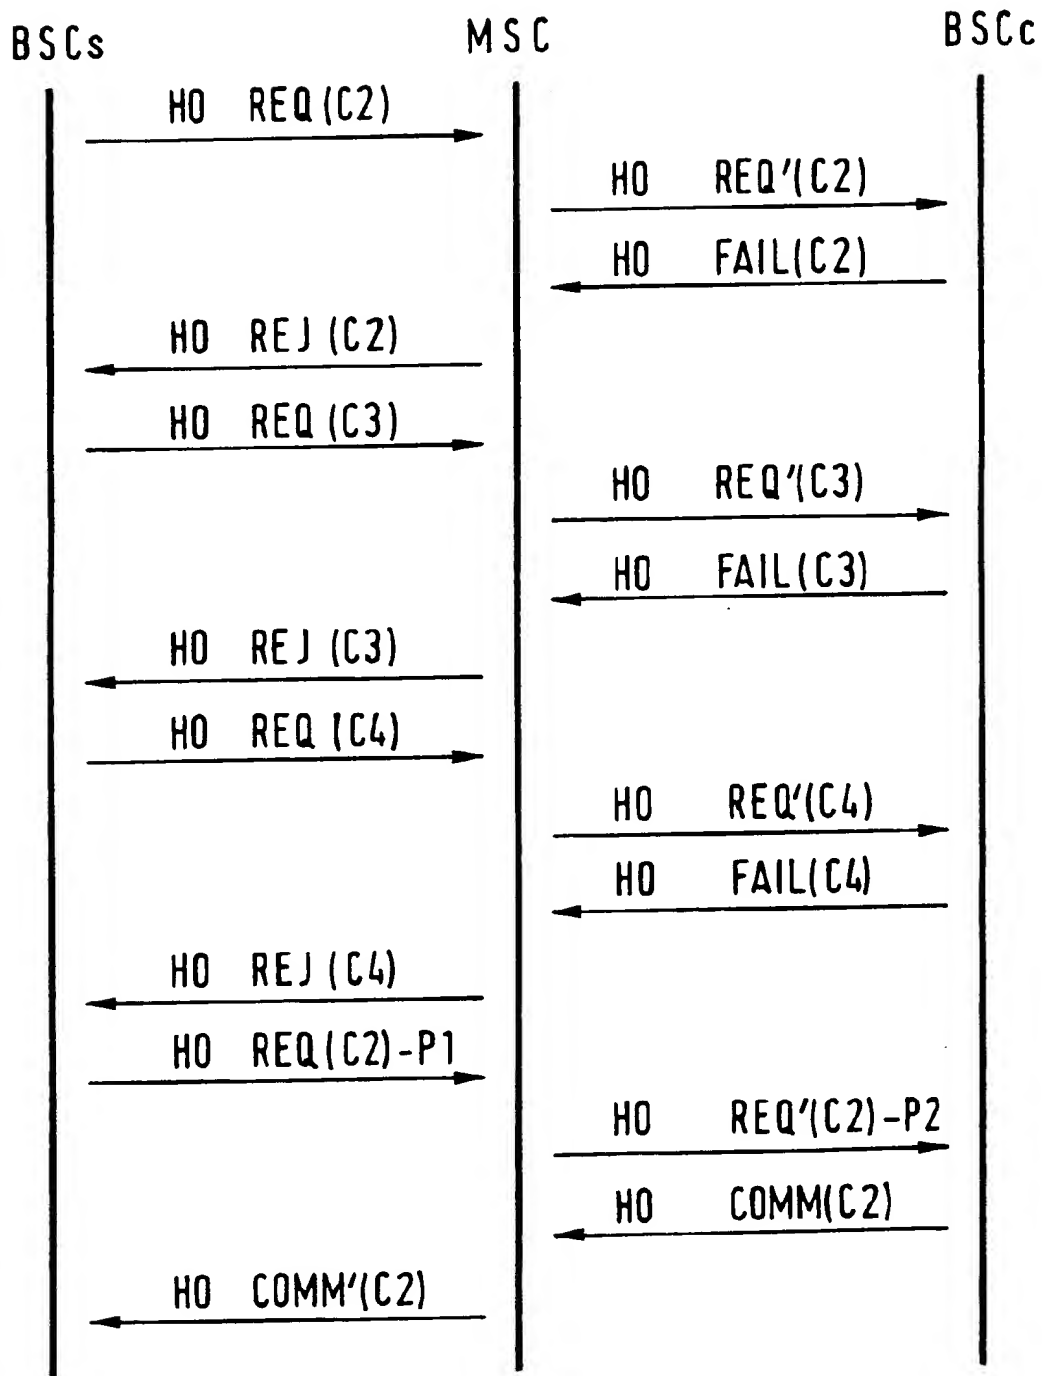 BSCs MSC BSCc
HO REQ(C2)
HO REQ'(C2)
HO FAIL(C2)
HO REJ (C2)
HO REQ (C3)
HO REQ'(C3)
HO FAIL(C3)
HO REJ (C3)
HO REQ (C4)
HO REQ'(C4)
HO FAIL(C4)
HO REJ (C4)
HO REQ(C2)-P1
HO REQ'(C2)-P2
HO COMM(C2)
HO COMM'(C2)